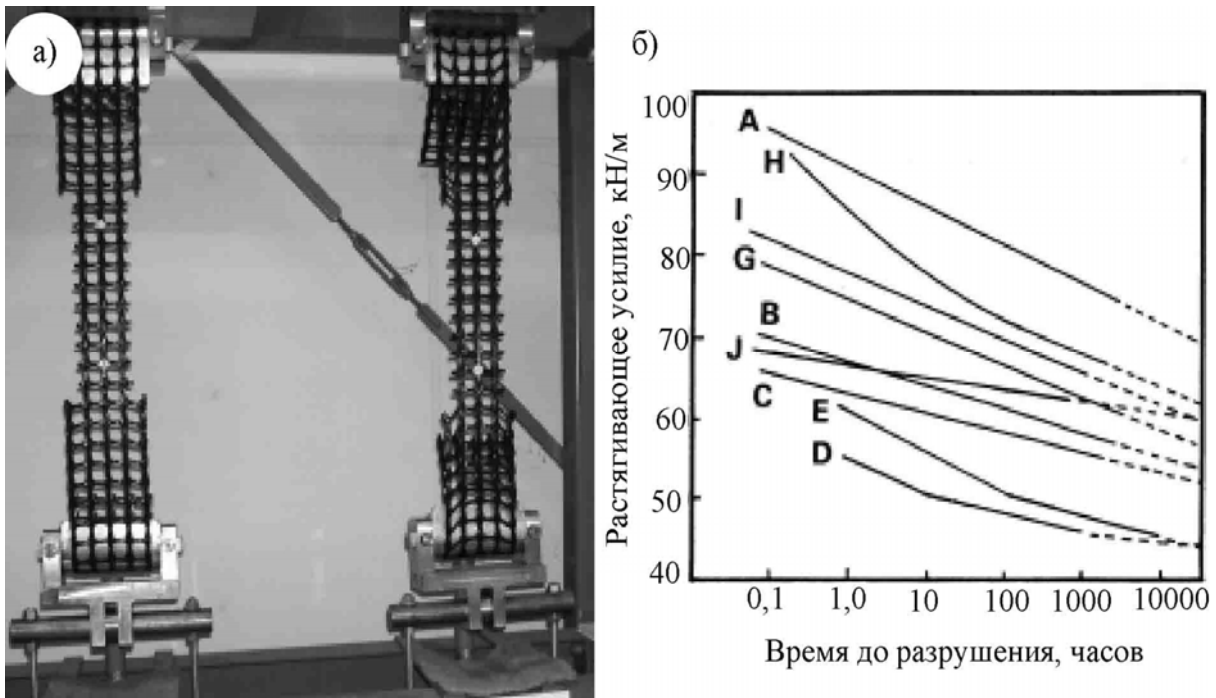 а)
б)
Растягивающее усилие, кН/м
100
90
80
70
60
50
40
A
H
I
G
B
J
C
E
D
0,1 1,0 10 100 1000 10000
Время до разрушения, часов